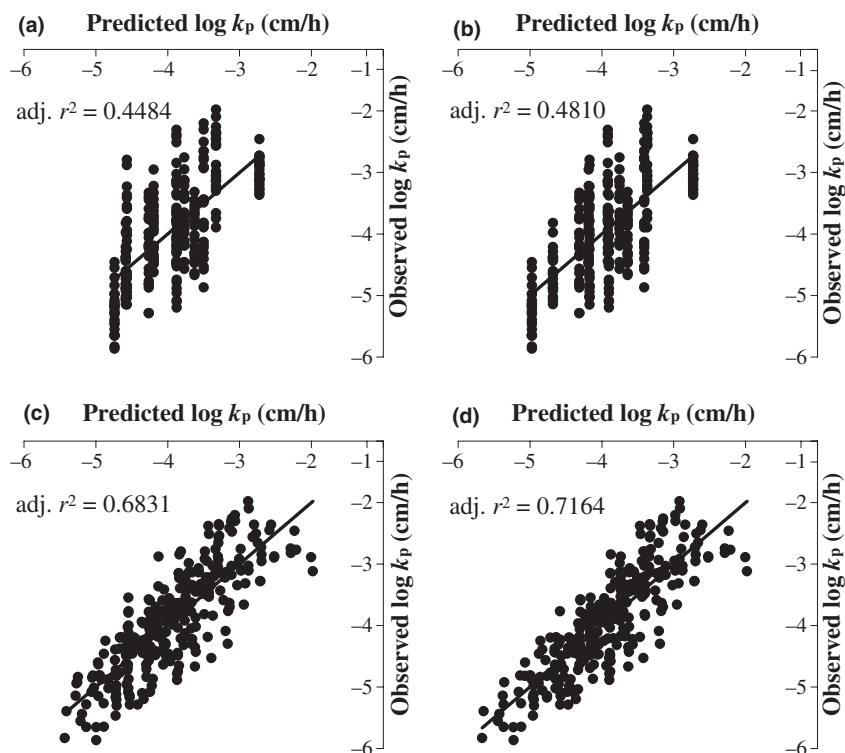 (a) Predicted log kp (cm/h)
–6 –5 –4 –3 –2 –1
adj. r² = 0.4484
–2
–3
–4
–5
–6
Observed log kp (cm/h)
(b) Predicted log kp (cm/h)
–6 –5 –4 –3 –2 –1
adj. r² = 0.4810
–2
–3
–4
–5
–6
Observed log kp (cm/h)
(c) Predicted log kp (cm/h)
–6 –5 –4 –3 –2 –1
adj. r² = 0.6831
–2
–3
–4
–5
–6
Observed log kp (cm/h)
(d) Predicted log kp (cm/h)
–6 –5 –4 –3 –2 –1
adj. r² = 0.7164
–2
–3
–4
–5
–6
Observed log kp (cm/h)